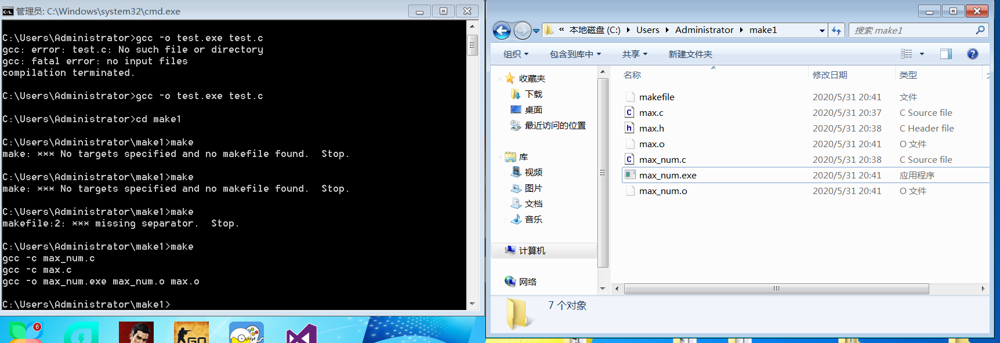 管理员: C:\Windows\system32\cmd.exe
C:\Users\Administrator>gcc -o test.exe test.c
gcc: error: test.c: No such file or directory
gcc: fatal error: no input files
compilation terminated.
C:\Users\Administrator>gcc -o test.exe test.c
C:\Users\Administrator>cd make1
C:\Users\Administrator\make1>make
make: *** No targets specified and no makefile found.  Stop.
C:\Users\Administrator\make1>make
make: *** No targets specified and no makefile found.  Stop.
C:\Users\Administrator\make1>make
makefile:2: *** missing separator.  Stop.
C:\Users\Administrator\make1>make
gcc -c max_num.c
gcc -c max.c
gcc -o max_num.exe max_num.o max.o
C:\Users\Administrator\make1>
6
GO
« 本地磁盘 (C:) Users Administrator make1
搜索 make1
组织 包含到库中 共享 新建文件夹
收藏夹
下载
桌面
最近访问的位置
库
视频
图片
文档
音乐
计算机
网络
名称 修改日期 类型
makefile 2020/5/31 20:41 文件
max.c 2020/5/31 20:37 C Source file
max.h 2020/5/31 20:38 C Header file
max.o 2020/5/31 20:41 O 文件
max_num.c 2020/5/31 20:38 C Source file
max_num.exe 2020/5/31 20:41 应用程序
max_num.o 2020/5/31 20:41 O 文件
7 个对象